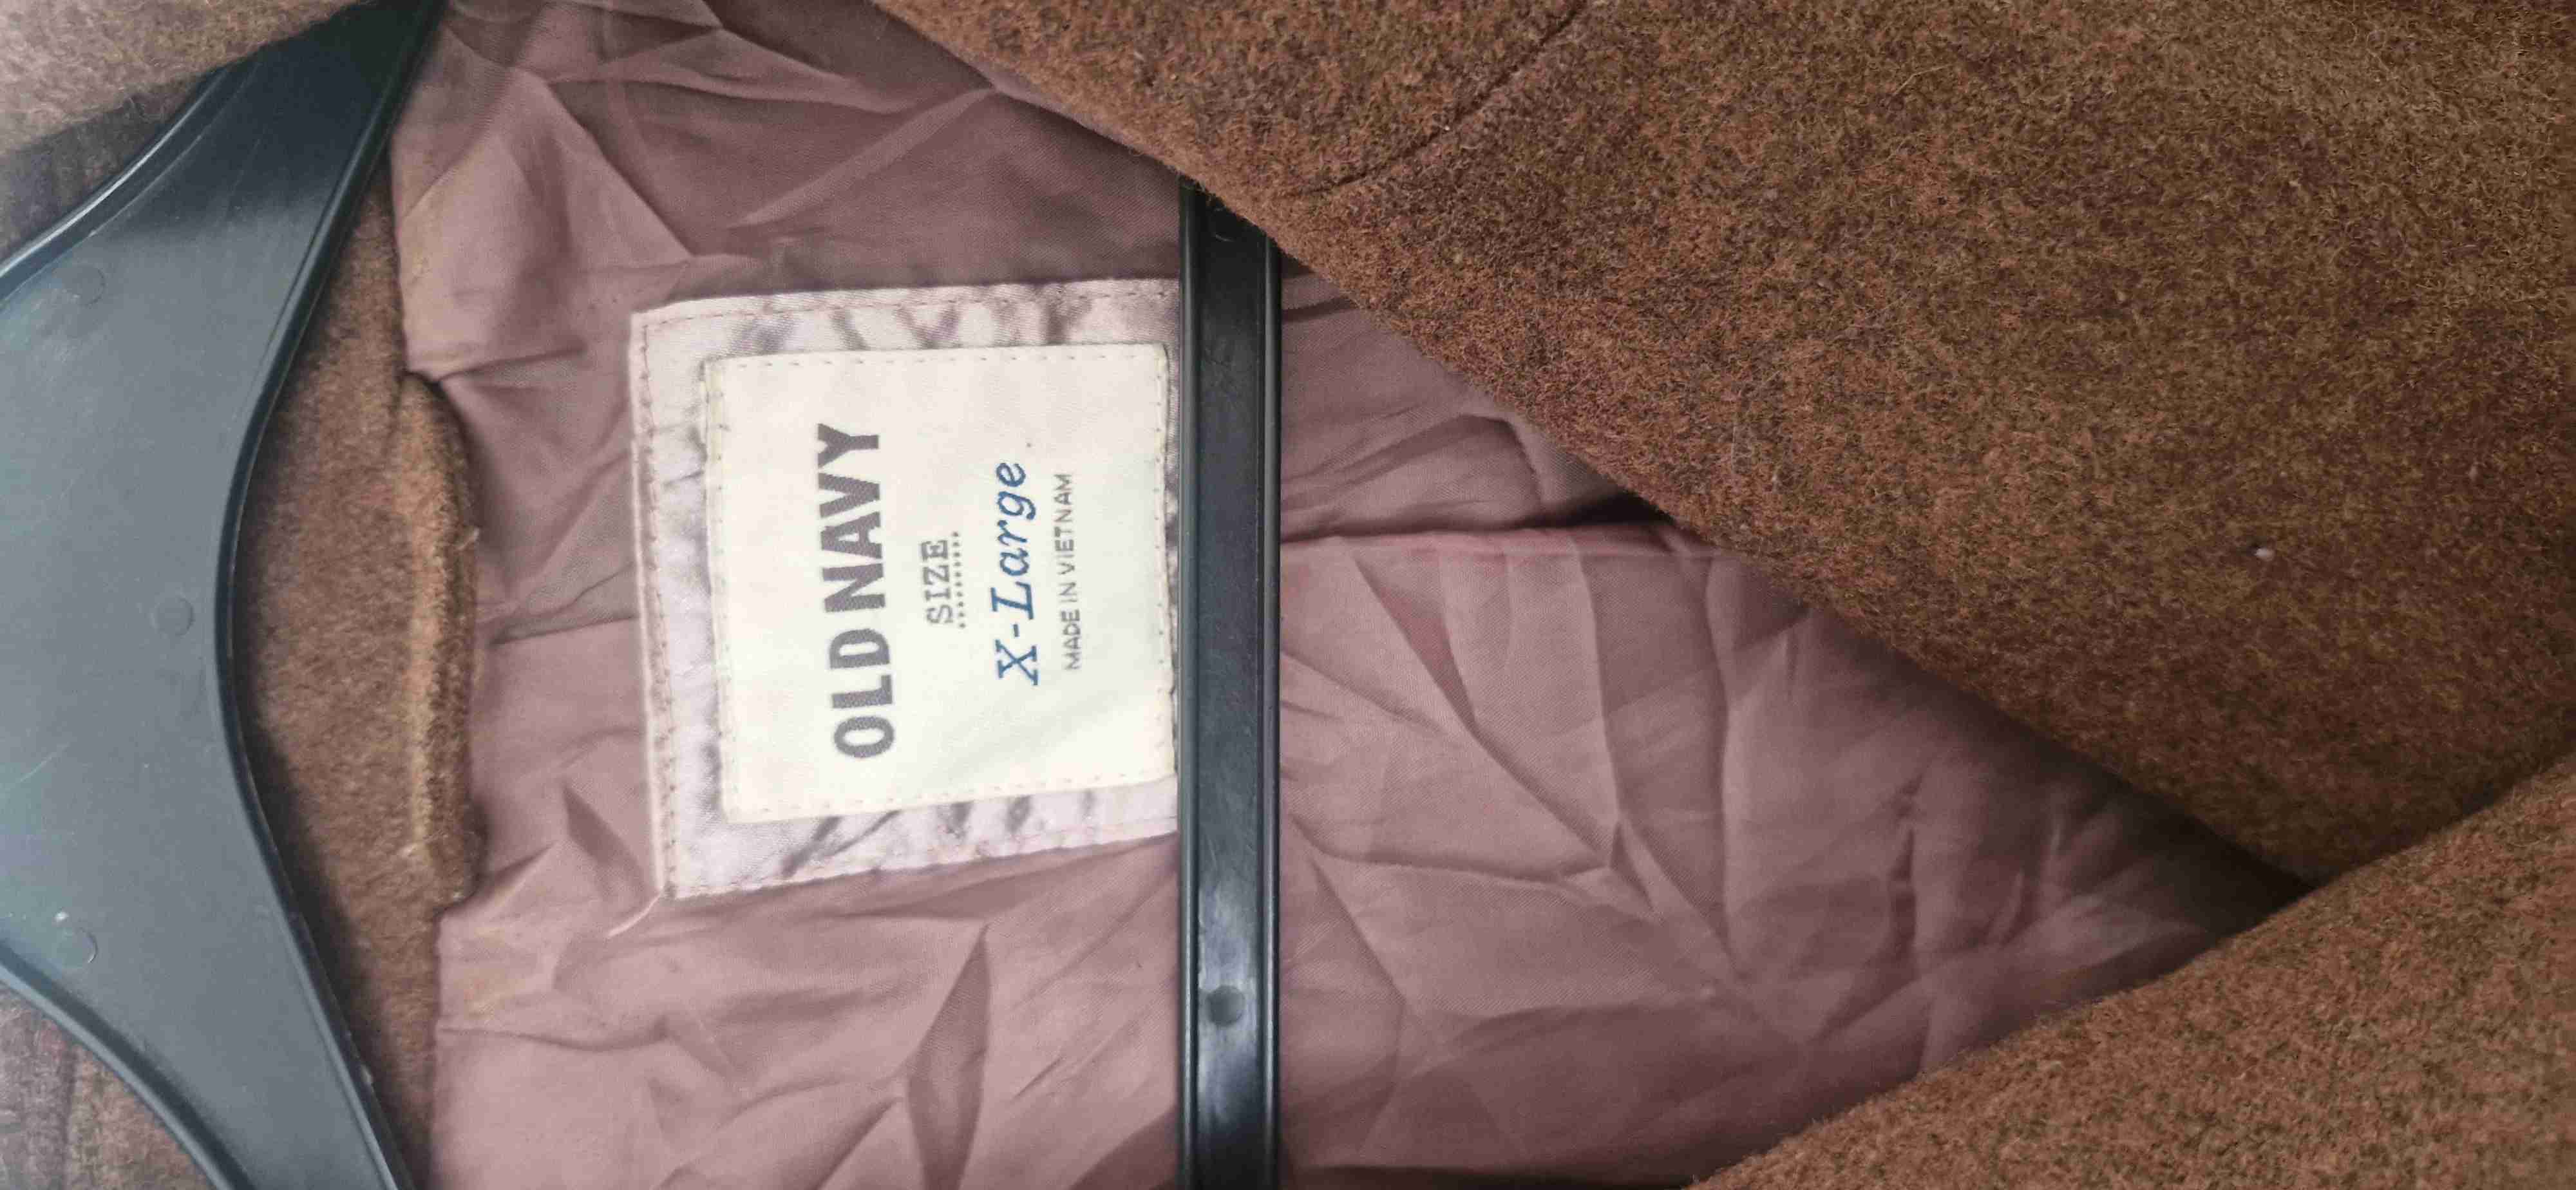 OLD NAVY
SIZE
X-Large
MADE IN VIETNAM